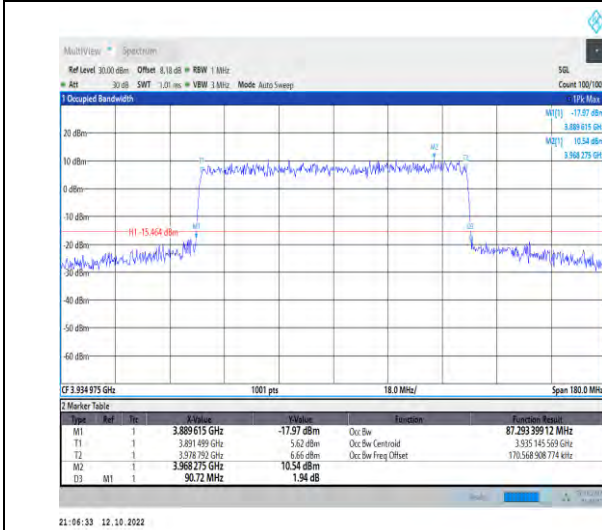 MultiView Spectrum
Ref Level 30.00 dBm Offset 8.18 dB RBW 1 MHz SGL
Att 30 dB SWT 1.01 ms VBW 3 MHz Mode Auto Sweep Count 100/100
1 Occupied Bandwidth 1Pk Max
M1[1] -17.97 dBm
3.889 615 GH
M2[1] 10.54 dBm
3.968 275 GH
20 dBm
M2
10 dBm
0 dBm
-10 dBm
H1 -15.464 dBm
M1
D3
-20 dBm
-30 dBm
-40 dBm
-50 dBm
-60 dBm
CF 3.934 975 GHz 1001 pts 18.0 MHz/ Span 180.0 MHz
2 Marker Table
Type Ref Trc X-Value Y-Value Function Function Result
M1 1 3.889 615 GHz -17.97 dBm Occ Bw 87.293 399 12 MHz
T1 1 3.891 499 GHz 5.62 dBm Occ Bw Centroid 3.935 145 569 GHz
T2 1 3.978 792 GHz 6.66 dBm Occ Bw Freq Offset 170.568 908 774 kHz
M2 1 3.968 275 GHz 10.54 dBm
D3 M1 1 90.72 MHz 1.94 dB
Ready
21:06:33 12.10.2022